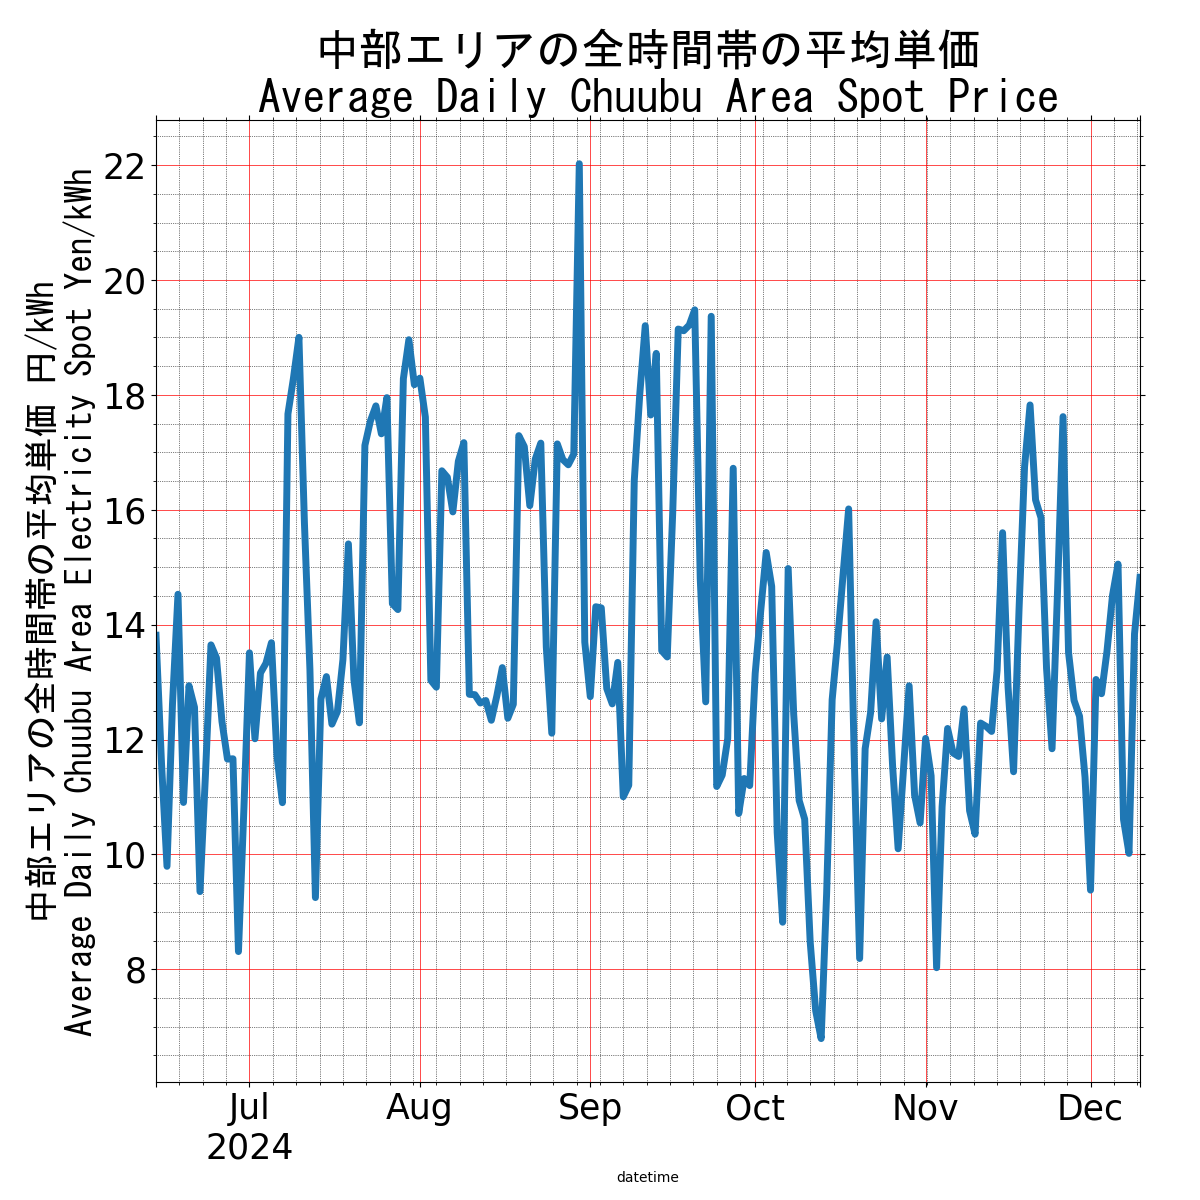 中部エリアの全時間帯の平均単価
Average Daily Chuubu Area Spot Price
中部エリアの全時間帯の平均単価 円/kWh
Average Daily Chuubu Area Electricity Spot Yen/kWh
22
20
18
16
14
12
10
8
Jul
2024
Aug
Sep
Oct
Nov
Dec
datetime